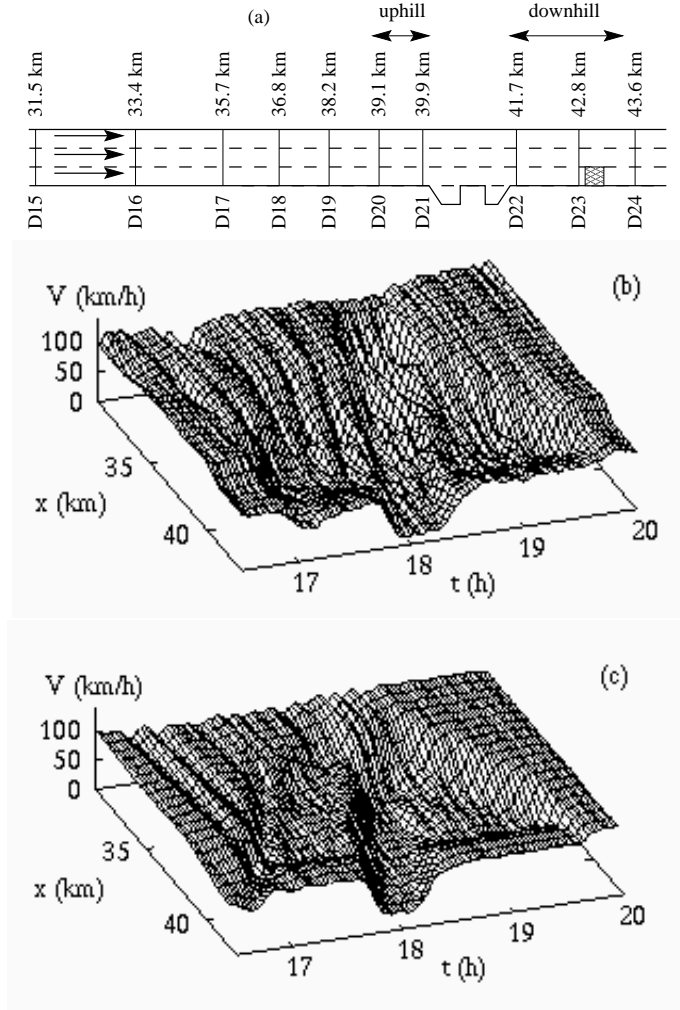 (a)
uphill
downhill
31.5 km
33.4 km
35.7 km
36.8 km
38.2 km
39.1 km
39.9 km
41.7 km
42.8 km
43.6 km
D15
D16
D17
D18
D19
D20
D21
D22
D23
D24
(b)
V (km/h)
100
50
0
35
x (km)
40
17
18
19
20
t (h)
(c)
V (km/h)
100
50
0
35
x (km)
40
17
18
19
20
t (h)